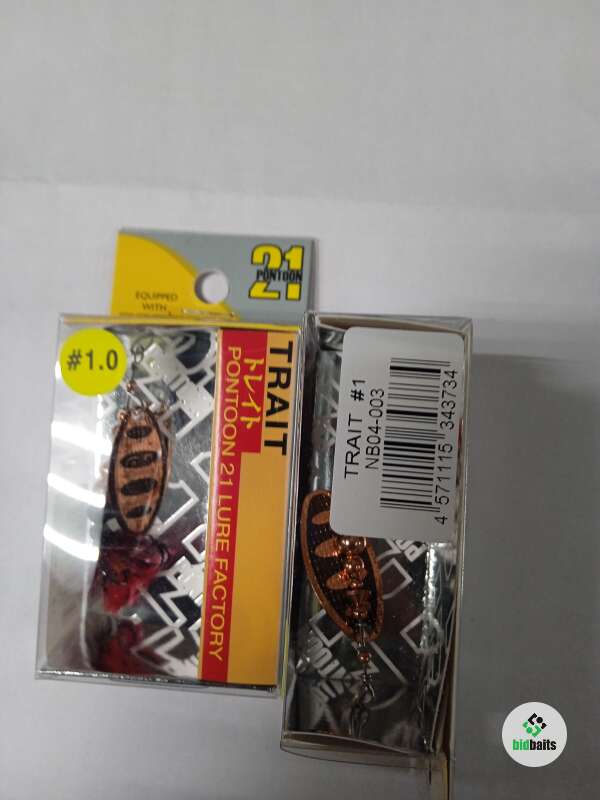 21
PONTOON
EQUIPPED
WITH
#1.0
TRAIT
トレイト
PONTOON 21 LURE FACTORY
TRAIT #1
NB04-003
4 571115 343734
bidbaits